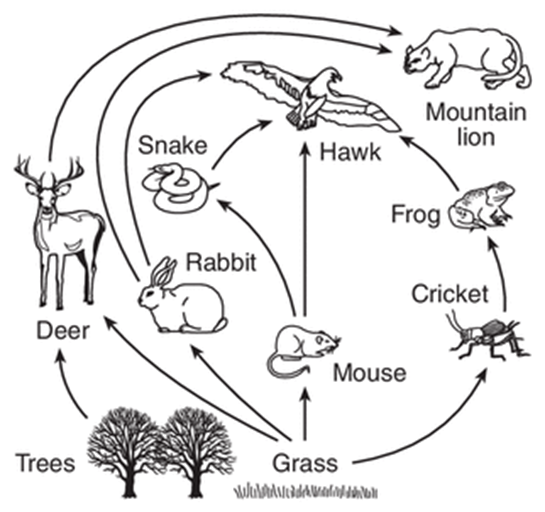 Mountain
lion
Snake
Hawk
Frog
Rabbit
Cricket
Deer
Mouse
Trees
Grass